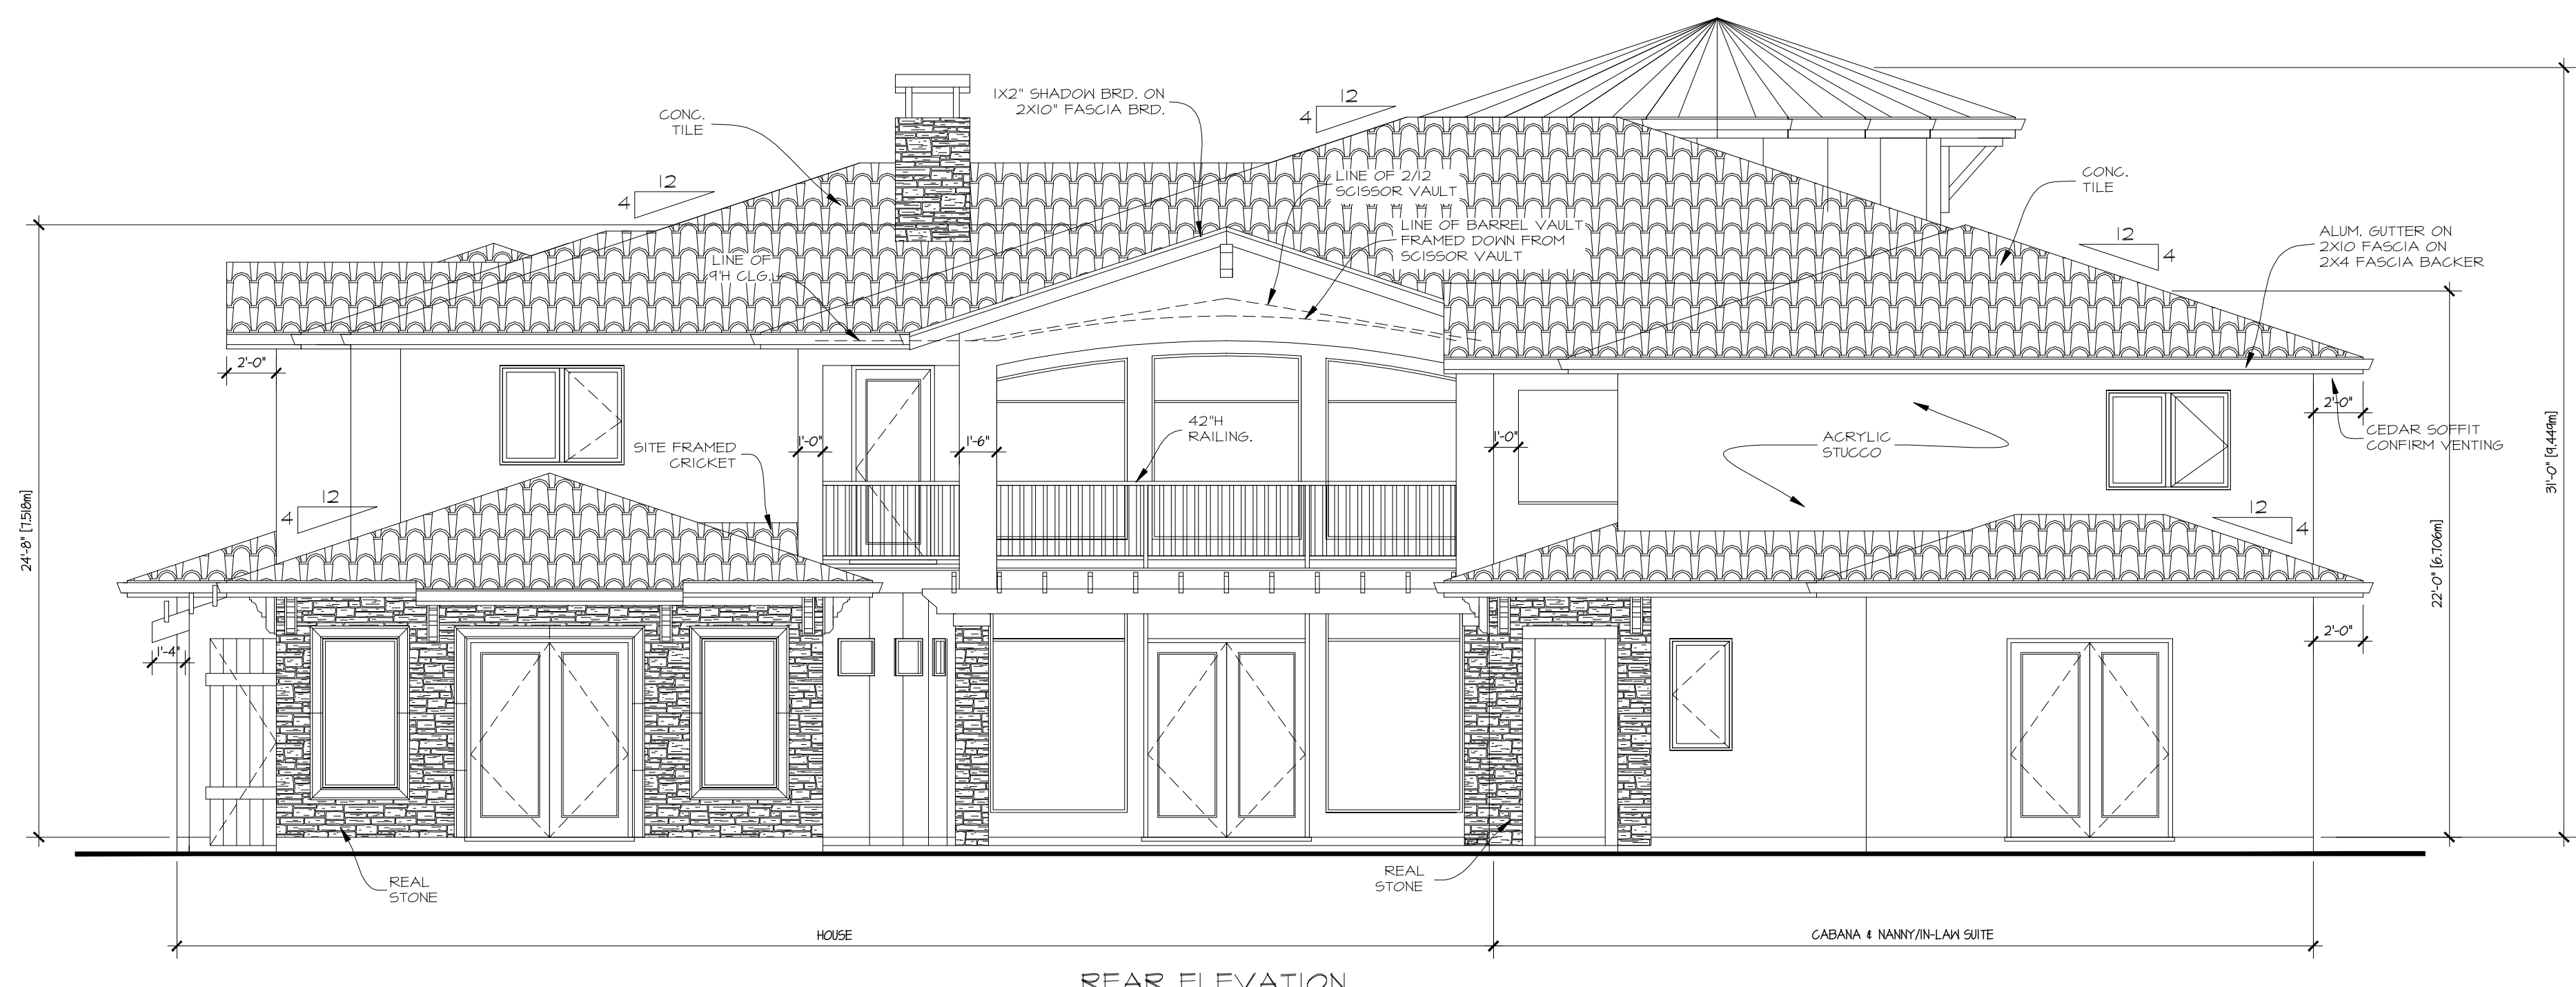 1X2" SHADOW BRD. ON
2X10" FASCIA BRD.
12
4
CONC.
TILE
12
4
LINE OF 2/12
SCISSOR VAULT
CONC.
TILE
LINE OF BARREL VAULT
FRAMED DOWN FROM
SCISSOR VAULT
12
4
ALUM. GUTTER ON
2X10 FASCIA ON
2X4 FASCIA BACKER
LINE OF
9'H CLG.
2'-0"
2'-0"
42"H
RAILING.
SITE FRAMED
CRICKET
1'-0"
1'-6"
1'-0"
ACRYLIC
STUCCO
CEDAR SOFFIT
CONFIRM VENTING
31'-0" [9.449m]
12
4
12
4
24'-8" [7.518m]
22'-0" [6.706m]
1'-4"
2'-0"
REAL
STONE
REAL
STONE
HOUSE
CABANA & NANNY/IN-LAW SUITE
REAR ELEVATION